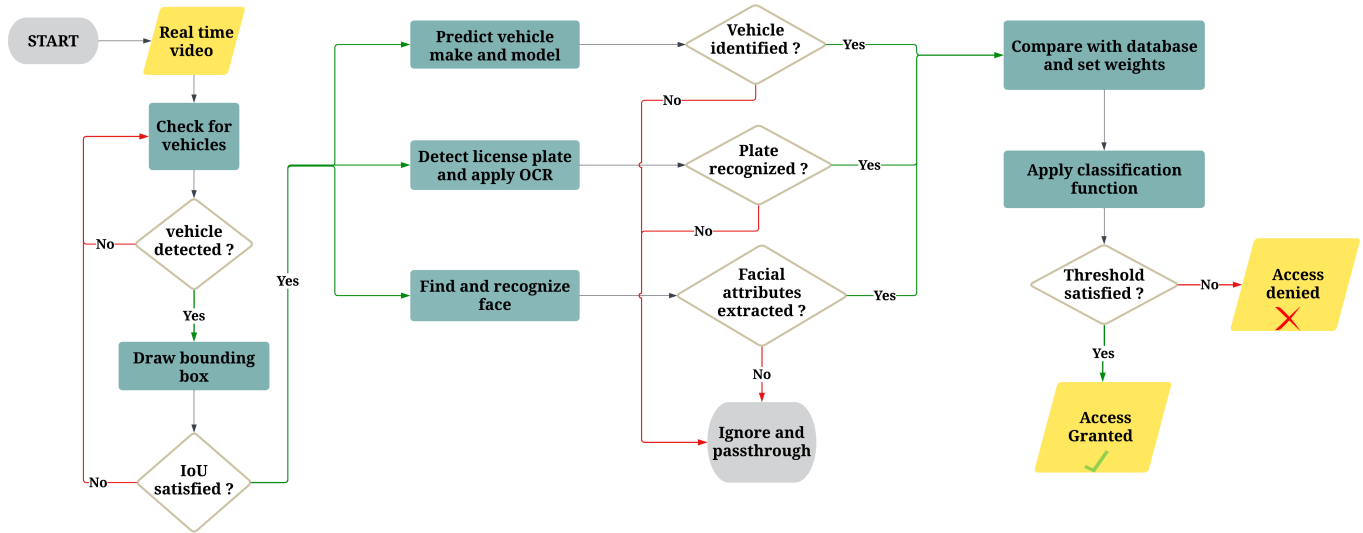 START
Real time
video
Check for
vehicles
vehicle
detected ?
No
Yes
Draw bounding
box
IoU
satisfied ?
No
Yes
Predict vehicle
make and model
Vehicle
identified ?
Yes
No
Detect license plate
and apply OCR
Plate
recognized ?
Yes
No
Find and recognize
face
Facial
attributes
extracted ?
Yes
No
Ignore and
passthrough
Compare with database
and set weights
Apply classification
function
Threshold
satisfied ?
No
Access
denied
Yes
Access
Granted